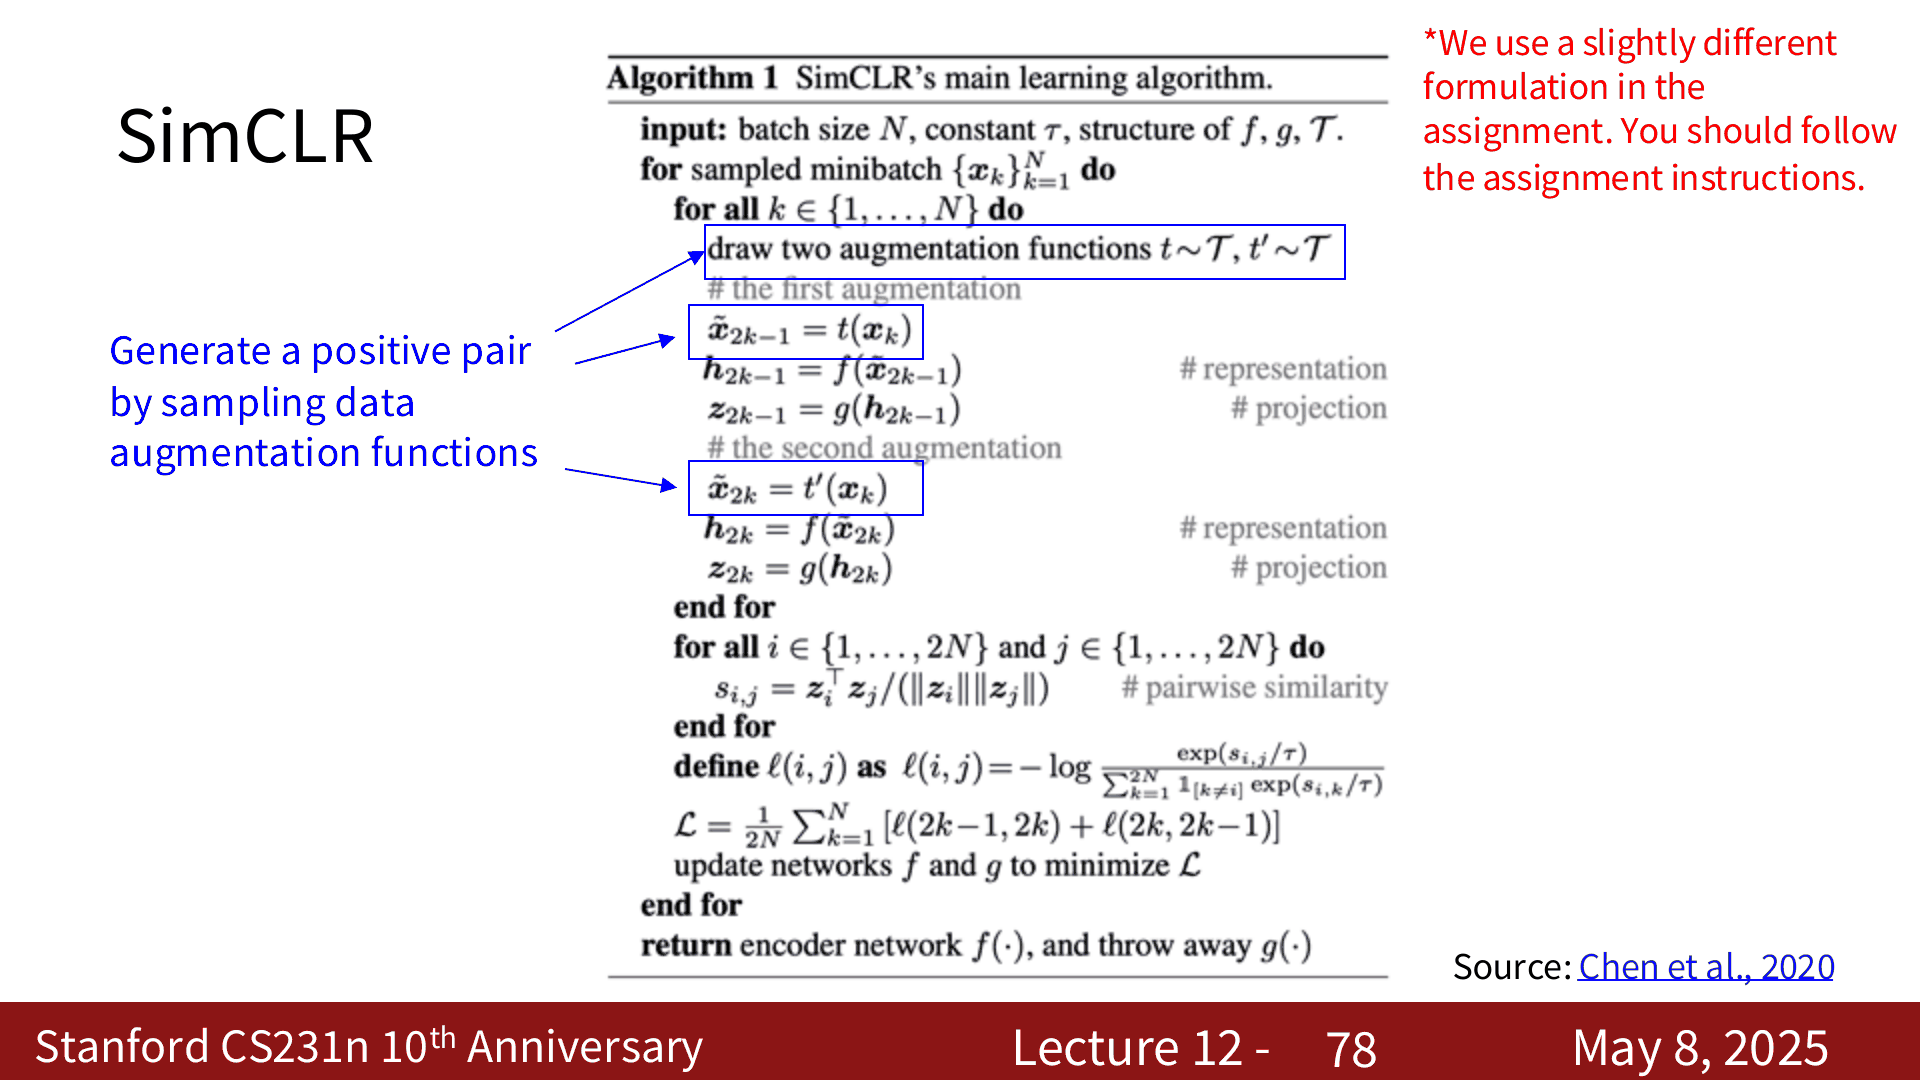 SimCLR
*We use a slightly different
formulation in the
assignment. You should follow
the assignment instructions.
Generate a positive pair
by sampling data
augmentation functions
Algorithm 1 SimCLR's main learning algorithm.
input: batch size N, constant τ, structure of f, g, 𝒯.
for sampled minibatch {x_k}_{k=1}^N do
for all k ∈ {1, …, N} do
draw two augmentation functions t∼𝒯, t′∼𝒯
# the first augmentation
x̃_{2k−1} = t(x_k)
h_{2k−1} = f(x̃_{2k−1}) # representation
z_{2k−1} = g(h_{2k−1}) # projection
# the second augmentation
x̃_{2k} = t′(x_k)
h_{2k} = f(x̃_{2k}) # representation
z_{2k} = g(h_{2k}) # projection
end for
for all i ∈ {1, …, 2N} and j ∈ {1, …, 2N} do
s_{i,j} = z_i^⊤ z_j/(‖z_i‖‖z_j‖) # pairwise similarity
end for
define ℓ(i, j) as ℓ(i, j)=− log exp(s_{i,j}/τ) / ∑_{k=1}^{2N} 𝟙_{[k≠i]} exp(s_{i,k}/τ)
ℒ = 1/2N ∑_{k=1}^N [ℓ(2k−1, 2k) + ℓ(2k, 2k−1)]
update networks f and g to minimize ℒ
end for
return encoder network f(·), and throw away g(·)
Source: Chen et al., 2020
Stanford CS231n 10th Anniversary
Lecture 12 - 78
May 8, 2025